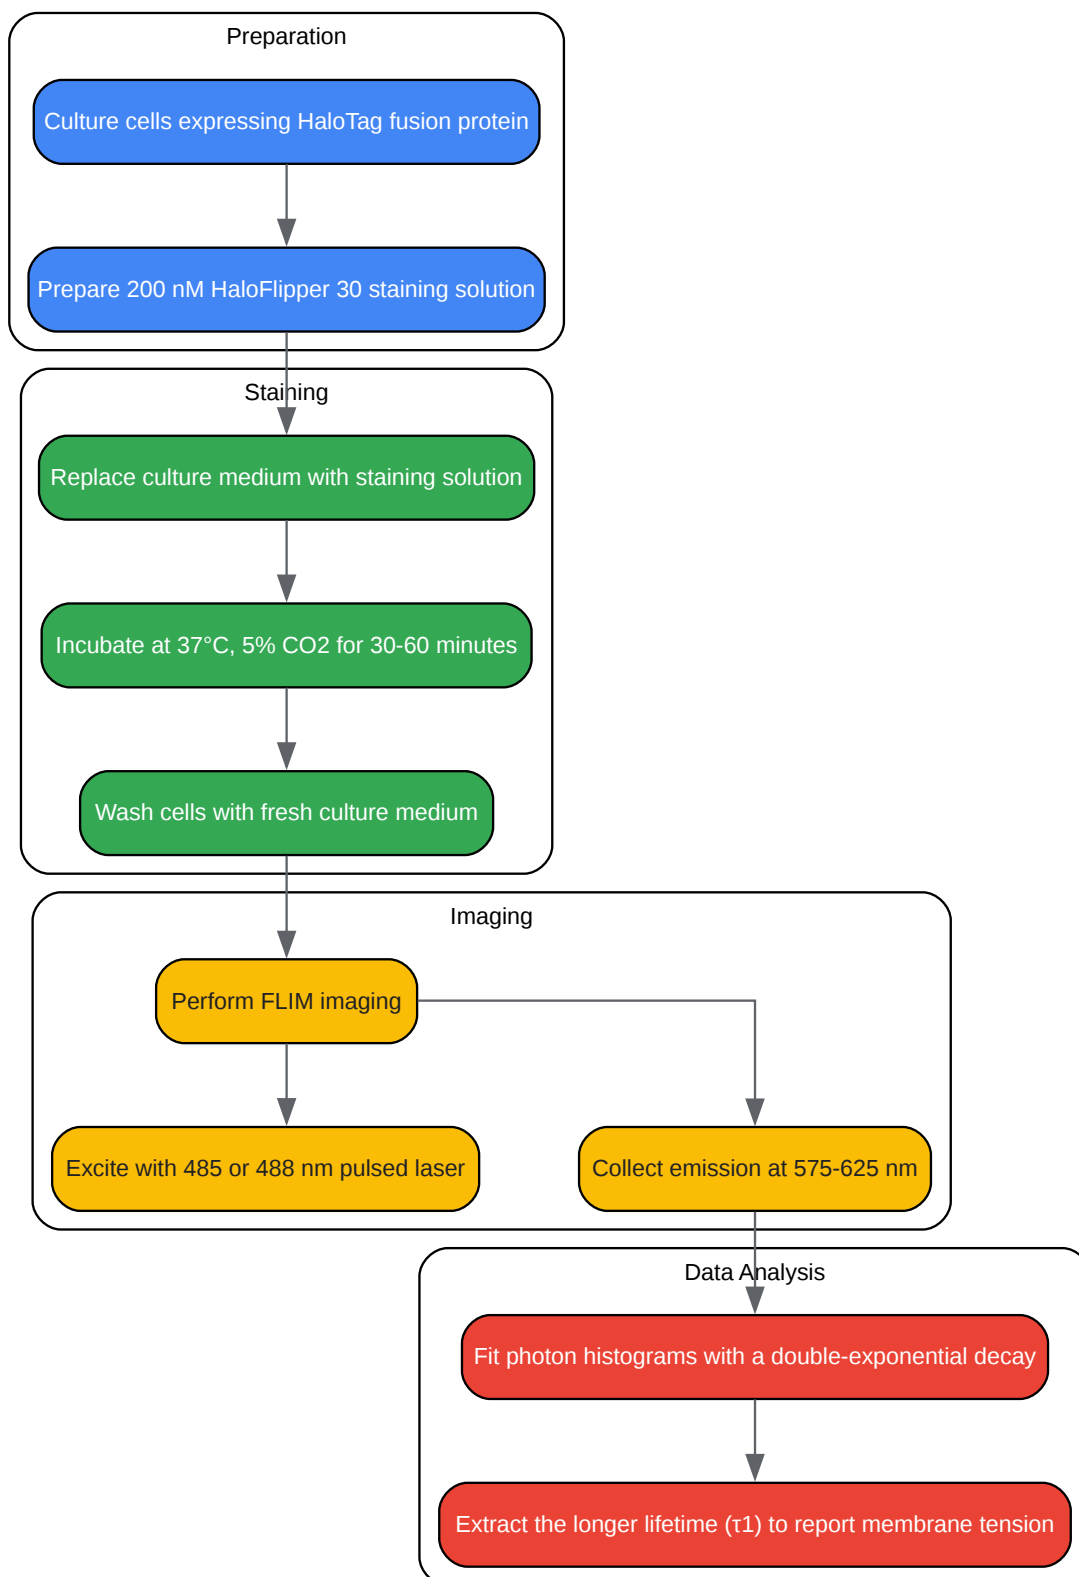 Preparation
Culture cells expressing HaloTag fusion protein
Prepare 200 nM HaloFlipper 30 staining solution
Staining
Replace culture medium with staining solution
Incubate at 37°C, 5% CO2 for 30-60 minutes
Wash cells with fresh culture medium
Imaging
Perform FLIM imaging
Excite with 485 or 488 nm pulsed laser
Collect emission at 575-625 nm
Data Analysis
Fit photon histograms with a double-exponential decay
Extract the longer lifetime (τ1) to report membrane tension